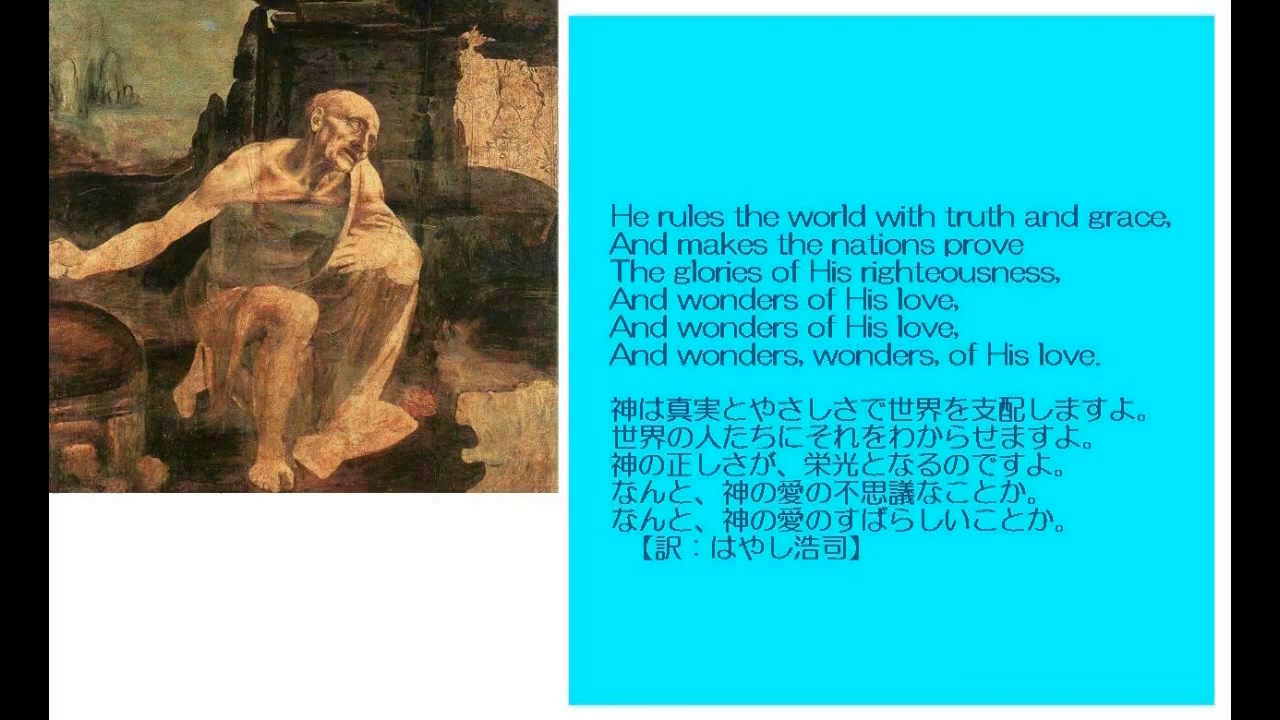 He rules the world with truth and grace,
And makes the nations prove
The glories of His righteousness,
And wonders of His love,
And wonders of His love,
And wonders, wonders, of His love.
神は真実とやさしさで世界を支配しますよ。
世界の人たちにそれをわからせますよ。
神の正しさが、栄光となるのですよ。
なんと、神の愛の不思議なことか。
なんと、神の愛のすばらしいことか。
【訳：はやし浩司】